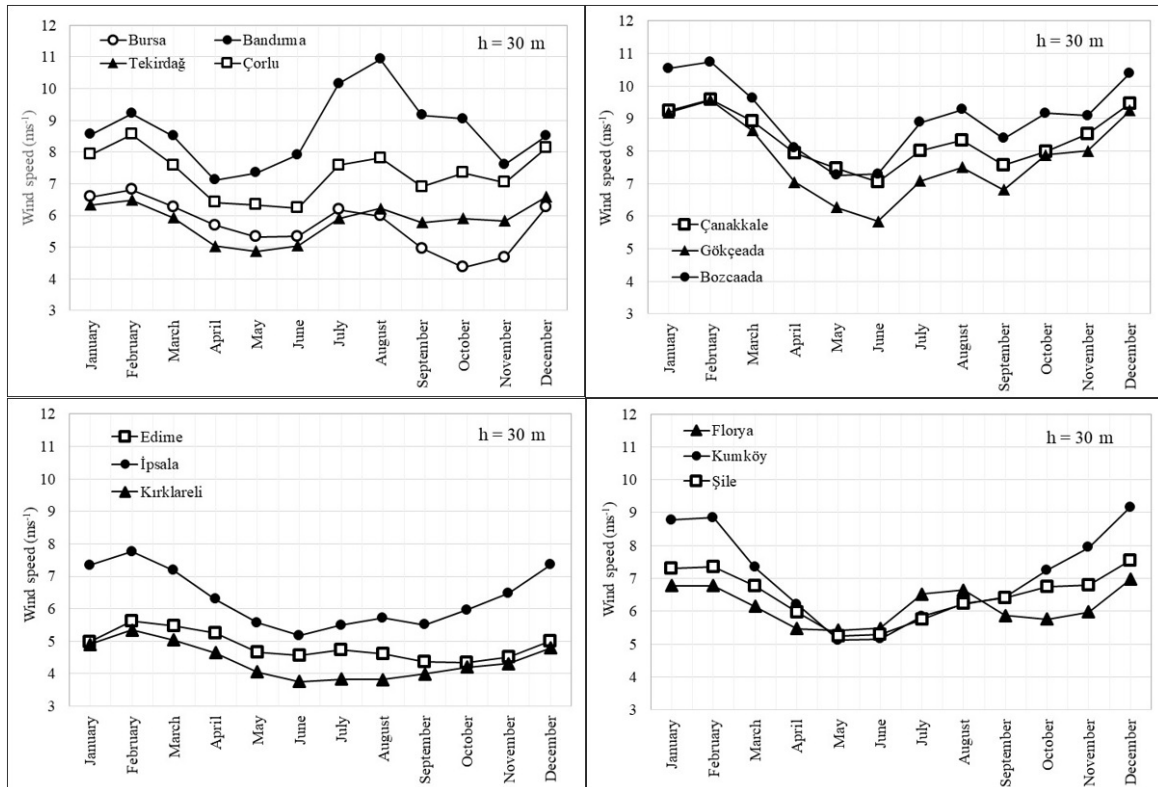 12
11
10
9
8
7
6
5
4
3
Wind speed (ms-1)
Bursa
Bandırma
Tekirdağ
Çorlu
h = 30 m
January
February
March
April
May
June
July
August
September
October
November
December
12
11
10
9
8
7
6
5
4
3
Wind speed (ms-1)
h = 30 m
Çanakkale
Gökçeada
Bozcaada
January
February
March
April
May
June
July
August
September
October
November
December
12
11
10
9
8
7
6
5
4
3
Wind speed (ms-1)
Edirne
İpsala
Kırklareli
h = 30 m
January
February
March
April
May
June
July
August
September
October
November
December
12
11
10
9
8
7
6
5
4
3
Wind speed (ms-1)
Florya
Kumköy
Şile
h = 30 m
January
February
March
April
May
June
July
August
September
October
November
December